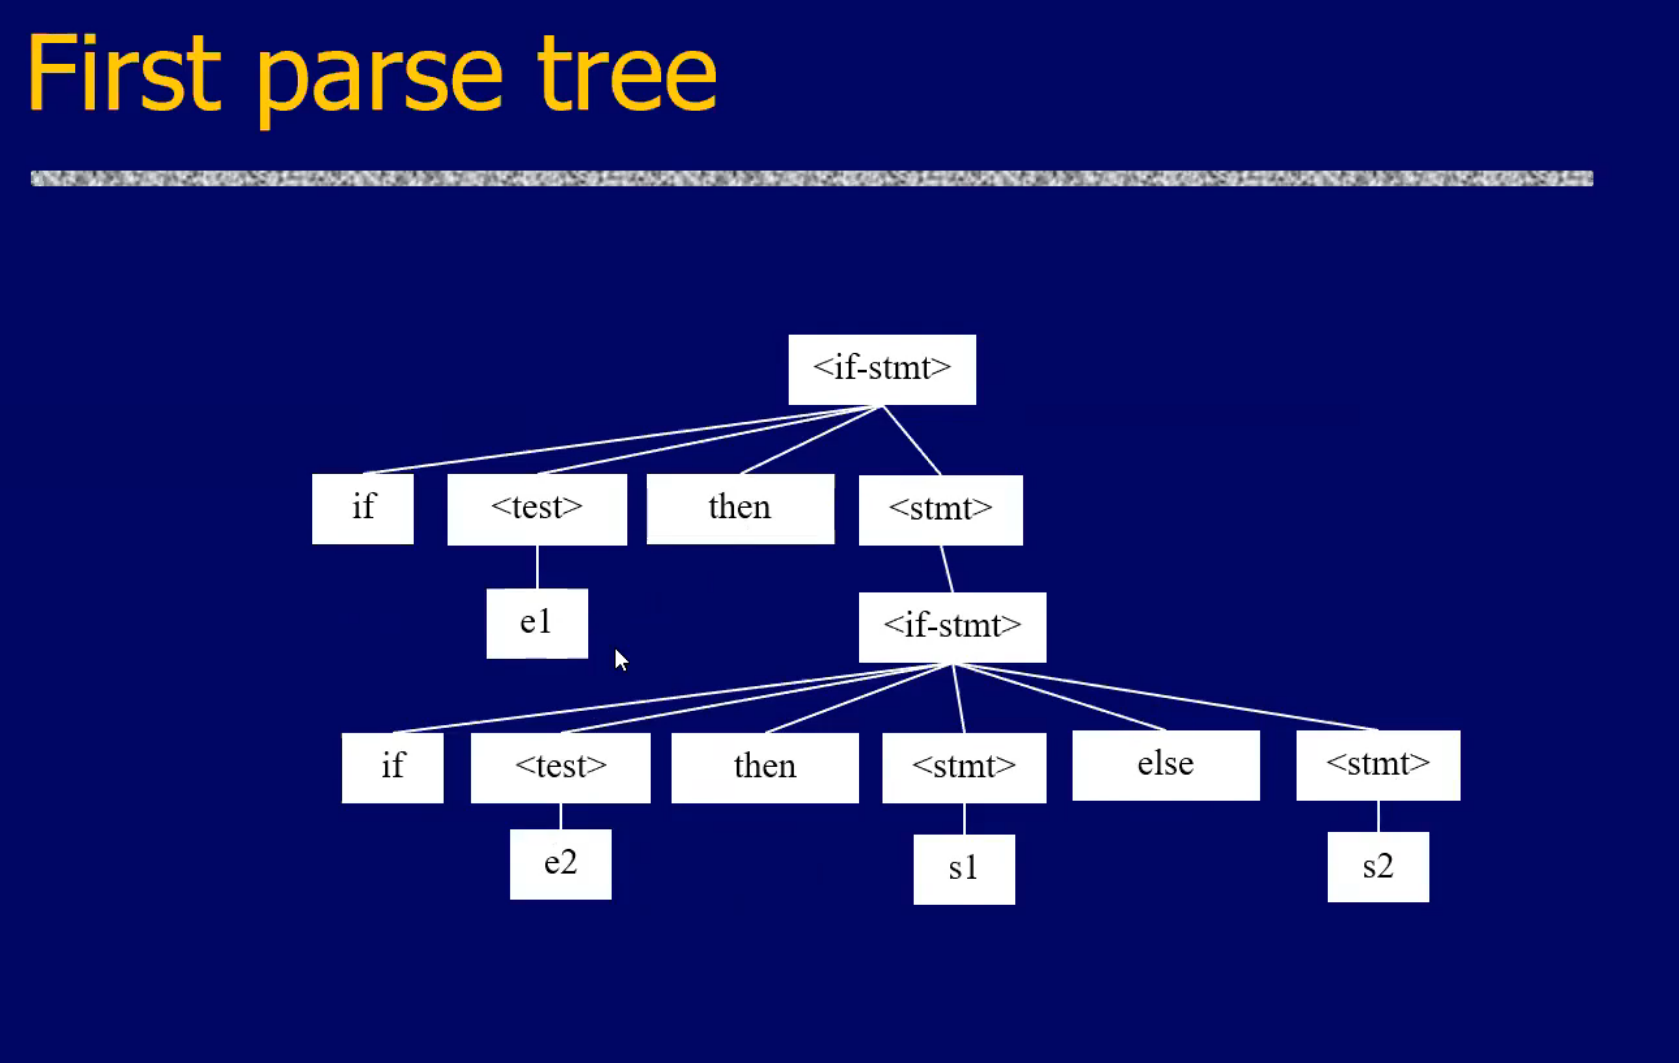 First parse tree
<if-stmt>
if <test> then <stmt>
e1
<if-stmt>
if <test> then <stmt> else <stmt>
e2 s1 s2